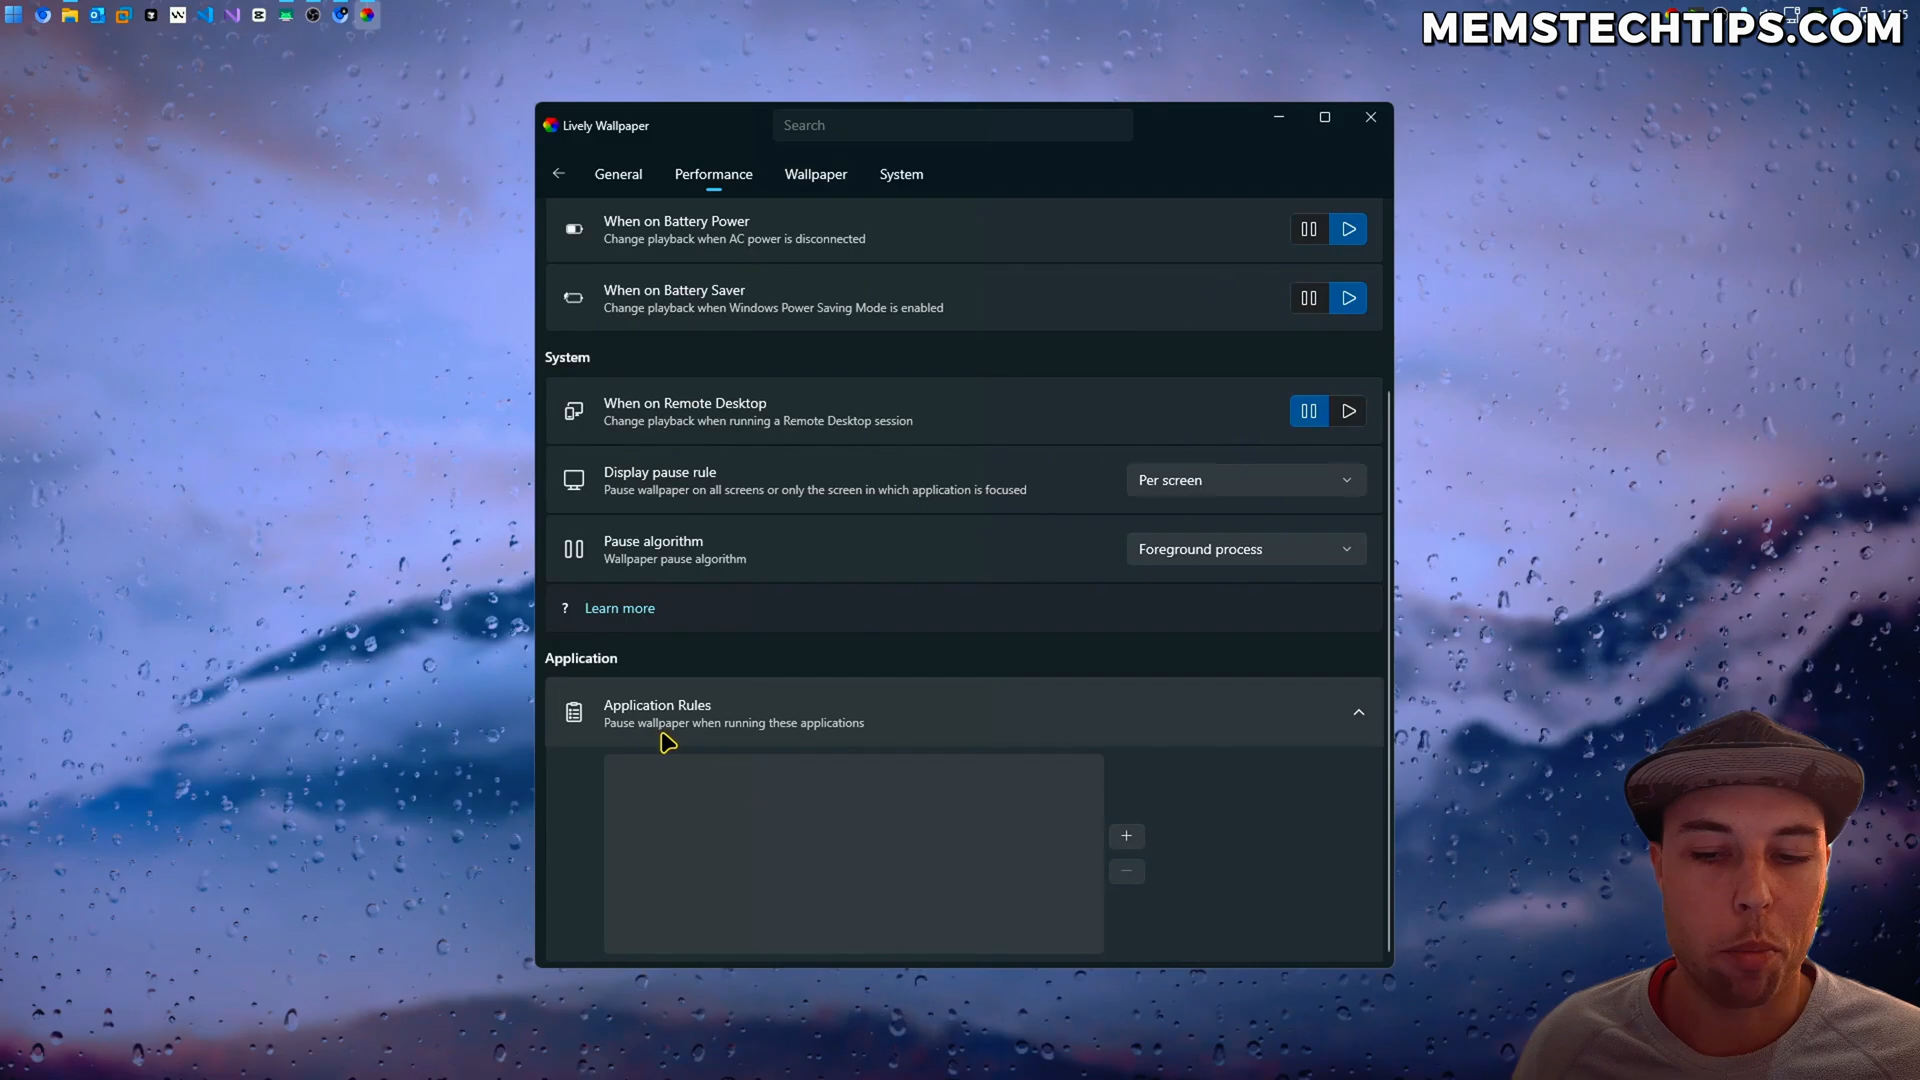 MEMSTECHTIPS.COM
Lively Wallpaper
Search
General
Performance
Wallpaper
System
When on Battery Power
Change playback when AC power is disconnected
When on Battery Saver
Change playback when Windows Power Saving Mode is enabled
System
When on Remote Desktop
Change playback when running a Remote Desktop session
Display pause rule
Pause wallpaper on all screens or only the screen in which application is focused
Per screen
Pause algorithm
Wallpaper pause algorithm
Foreground process
? Learn more
Application
Application Rules
Pause wallpaper when running these applications